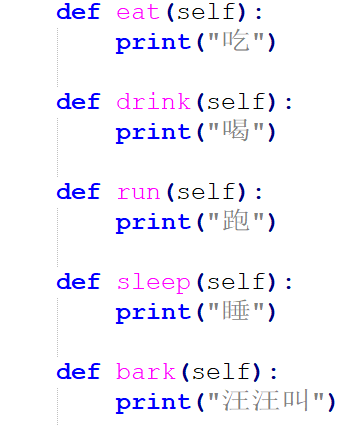 def eat(self):
print("吃")
def drink(self):
print("喝")
def run(self):
print("跑")
def sleep(self):
print("睡")
def bark(self):
print("汪汪叫")